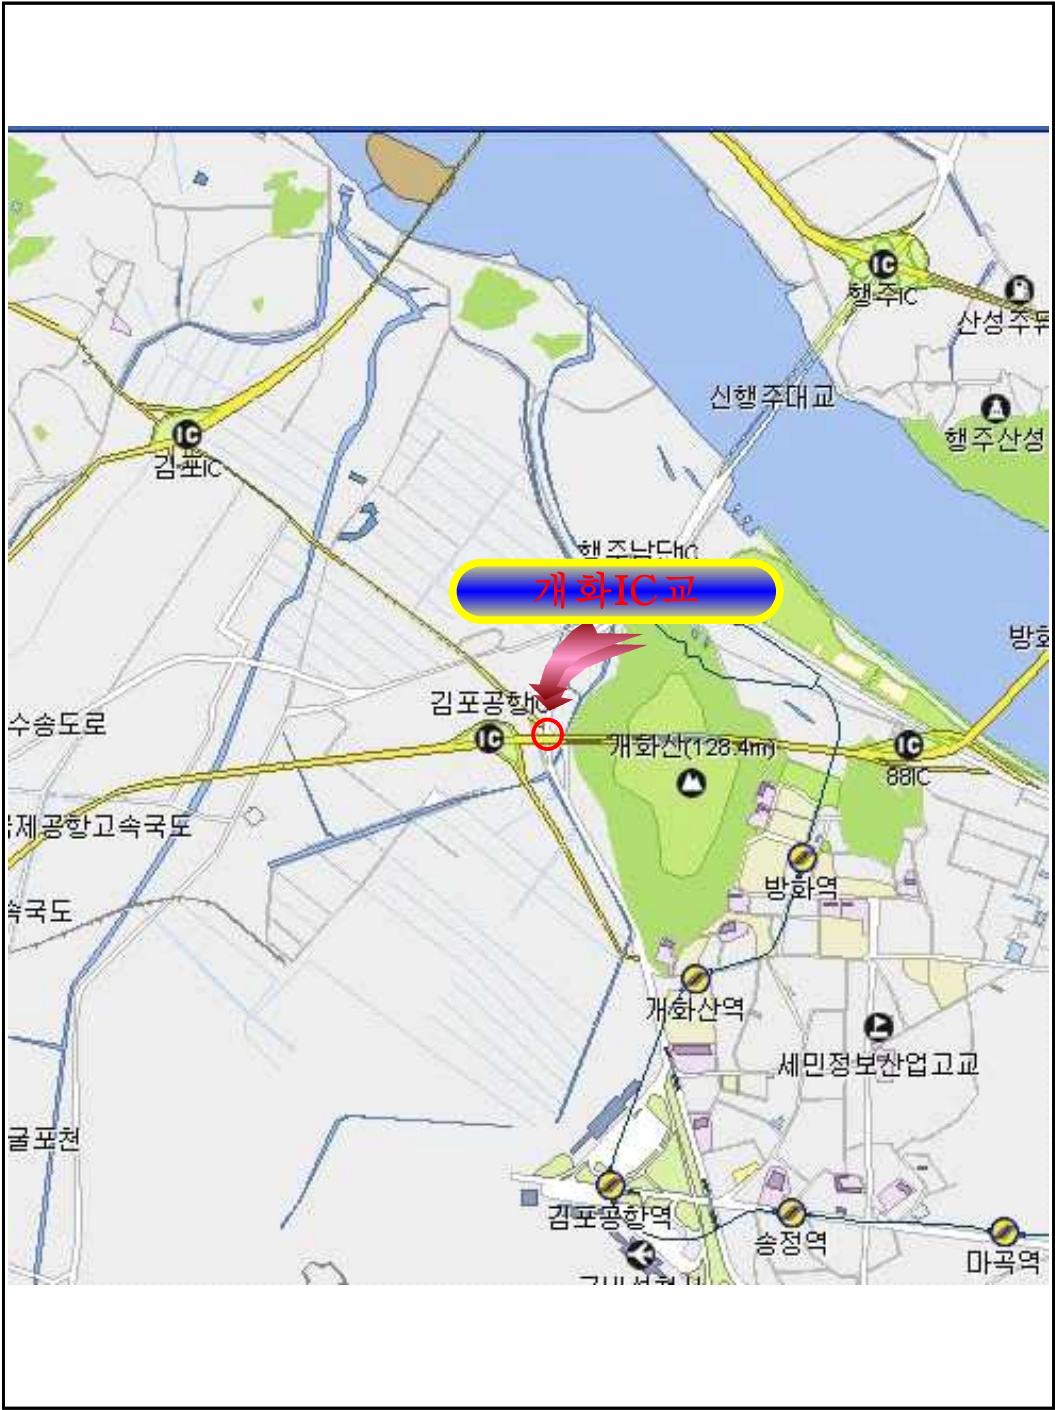 행주IC
산성주
신행주대교
행주산성
김포IC
행주남단IC
개화IC교
방화
김포공항IC
수송도로
개화산(128.4m)
88IC
제공항고속국도
방화역
속국도
개화산역
세민정보산업고교
굴포천
김포공항역
송정역
마곡역